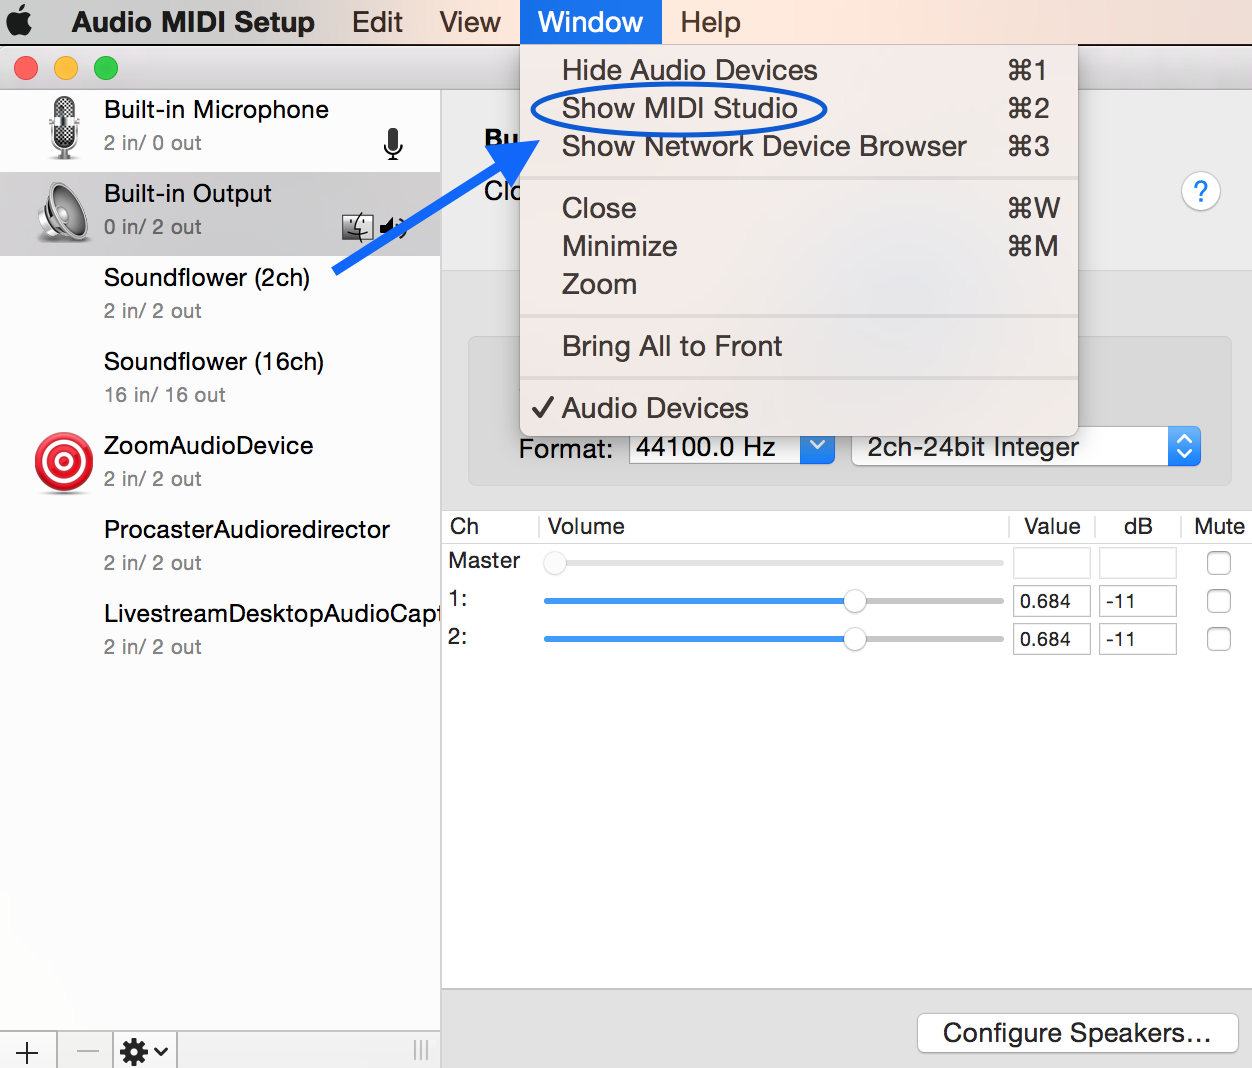 Audio MIDI Setup Edit View Window Help
Hide Audio Devices ⌘1
Show MIDI Studio ⌘2
Show Network Device Browser ⌘3
Close ⌘W
Minimize ⌘M
Zoom
Bring All to Front
✓ Audio Devices
Built-in Microphone
2 in/ 0 out
Built-in Output
0 in/ 2 out
Soundflower (2ch)
2 in/ 2 out
Soundflower (16ch)
16 in/ 16 out
ZoomAudioDevice
2 in/ 2 out
ProcasterAudioredirector
2 in/ 2 out
LivestreamDesktopAudioCapt
2 in/ 2 out
?
Format: 44100.0 Hz 2ch-24bit Integer
Ch Volume Value dB Mute
Master
1: 0.684 -11
2: 0.684 -11
Configure Speakers...